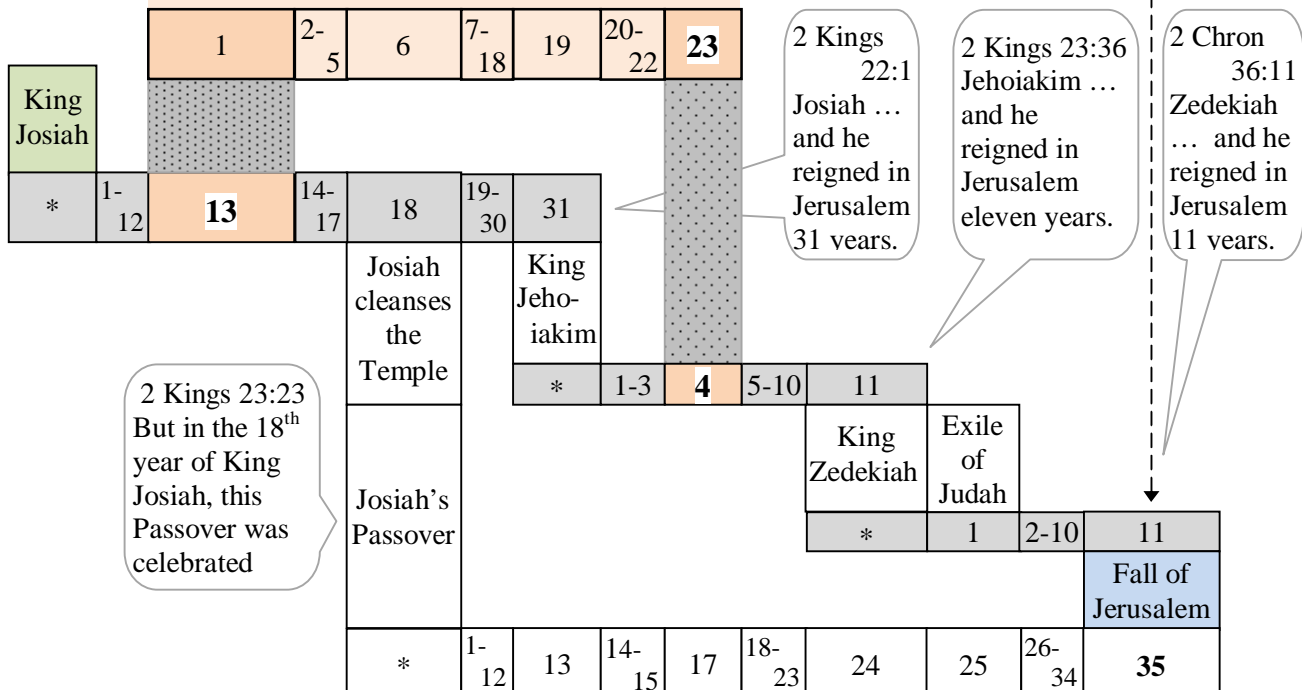 1
2-
5
6
7-
18
19
20-
22
23
2 Kings
22:1
Josiah …
and he
reigned in
Jerusalem
31 years.
2 Kings 23:36
Jehoiakim …
and he
reigned in
Jerusalem
eleven years.
2 Chron
36:11
Zedekiah
… and he
reigned in
Jerusalem
11 years.
King
Josiah
*
1-
12
13
14-
17
18
19-
30
31
Josiah
cleanses
the
Temple
King
Jeho-
iakim
*
1-3
4
5-10
11
2 Kings 23:23
But in the 18th
year of King
Josiah, this
Passover was
celebrated
Josiah’s
Passover
King
Zedekiah
Exile
of
Judah
*
1
2-10
11
Fall of
Jerusalem
*
1-
12
13
14-
15
17
18-
23
24
25
26-
34
35